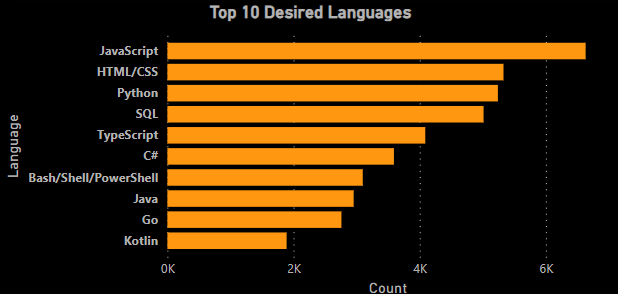 Top 10 Desired Languages
Language
JavaScript
HTML/CSS
Python
SQL
TypeScript
C#
Bash/Shell/PowerShell
Java
Go
Kotlin
0K 2K 4K 6K
Count